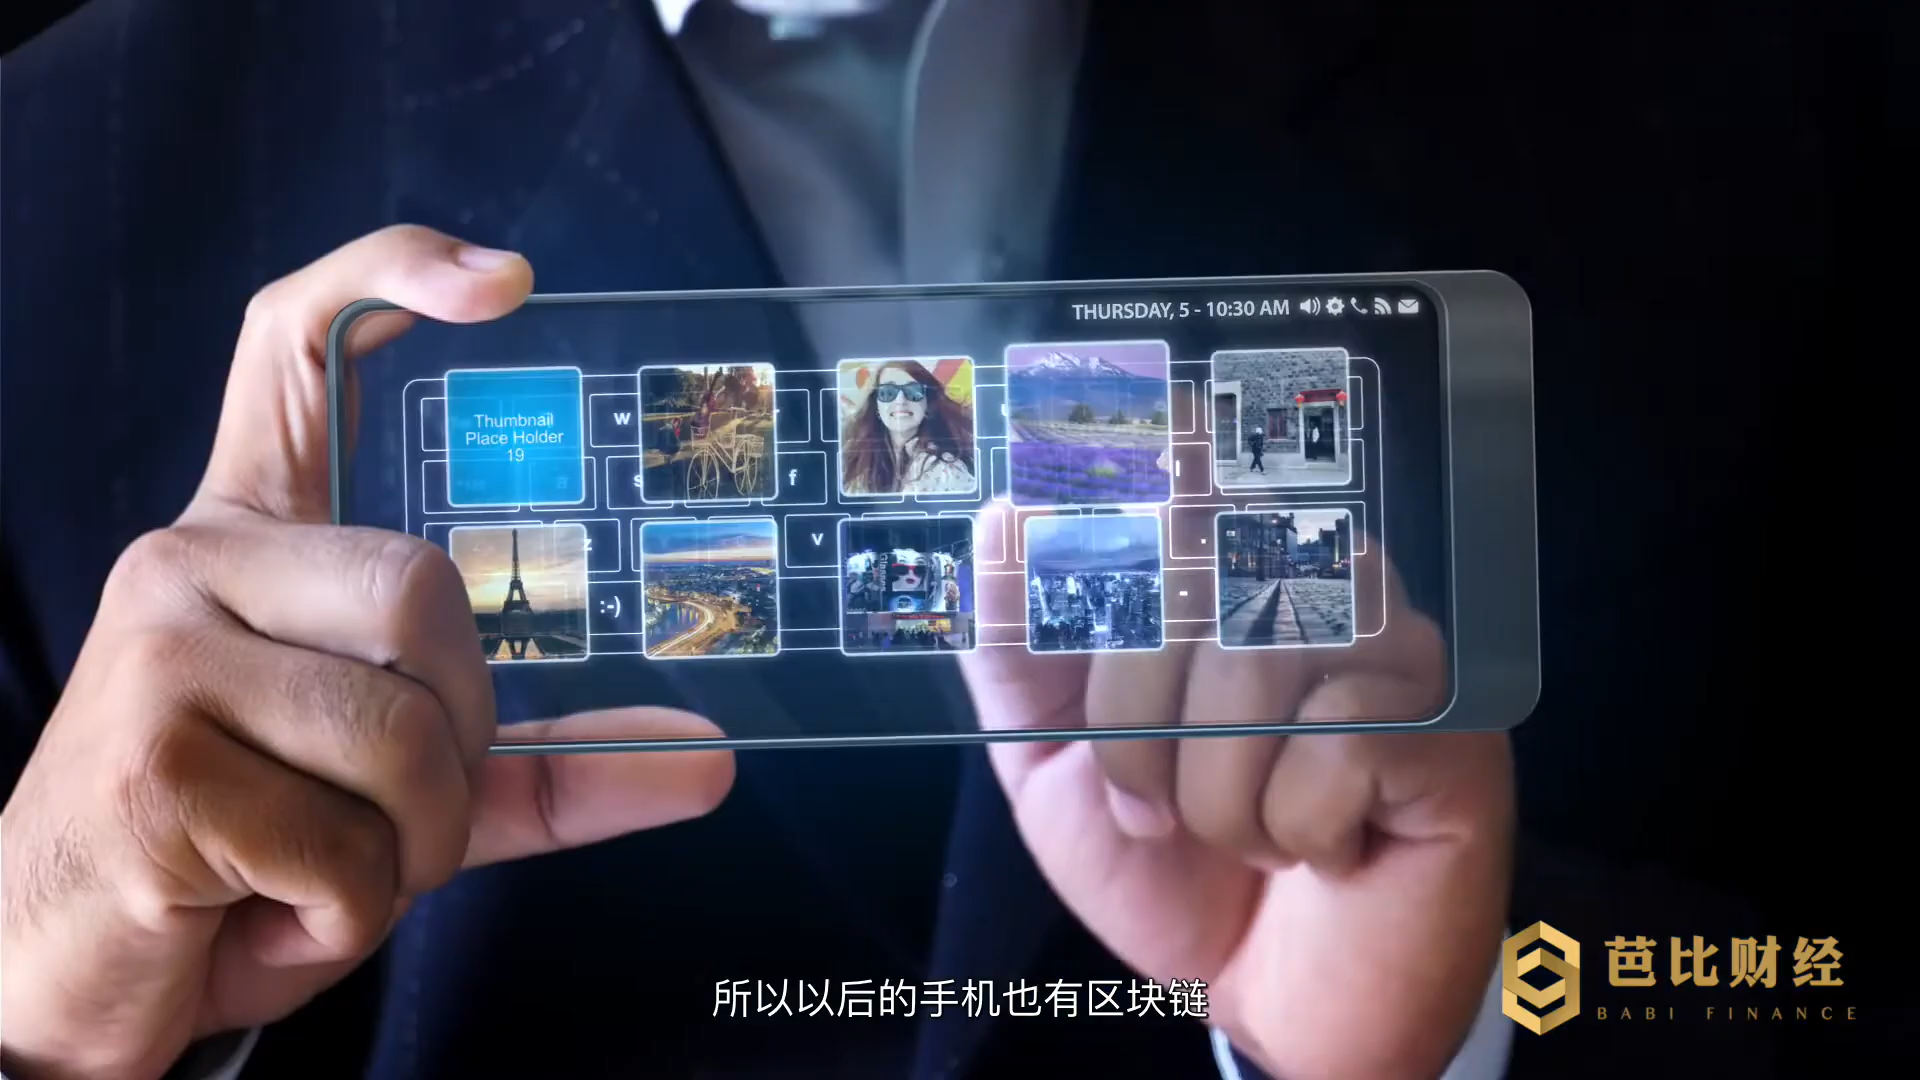 THURSDAY, 5 - 10:30 AM
Thumbnail
Place Holder
19
w
f
z
v
:-)
所以以后的手机也有区块链
芭比财经
BABI FINANCE